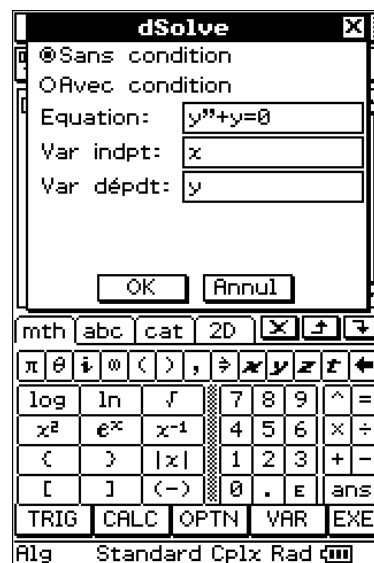 dSolve X
Sans condition
Avec condition
Equation: y"+y=0
Var indpt: x
Var dépdt: y
OK Annul
mth abc cat 2D
π θ i ∞ ( ) , ⇒ x y z t ←
log ln √ 7 8 9 ^ =
x² eˣ x⁻¹ 4 5 6 × ÷
{ } |x| 1 2 3 + −
[ ] (−) 0 . E ans
TRIG CALC OPTN VAR EXE
Alg Standard Cplx Rad